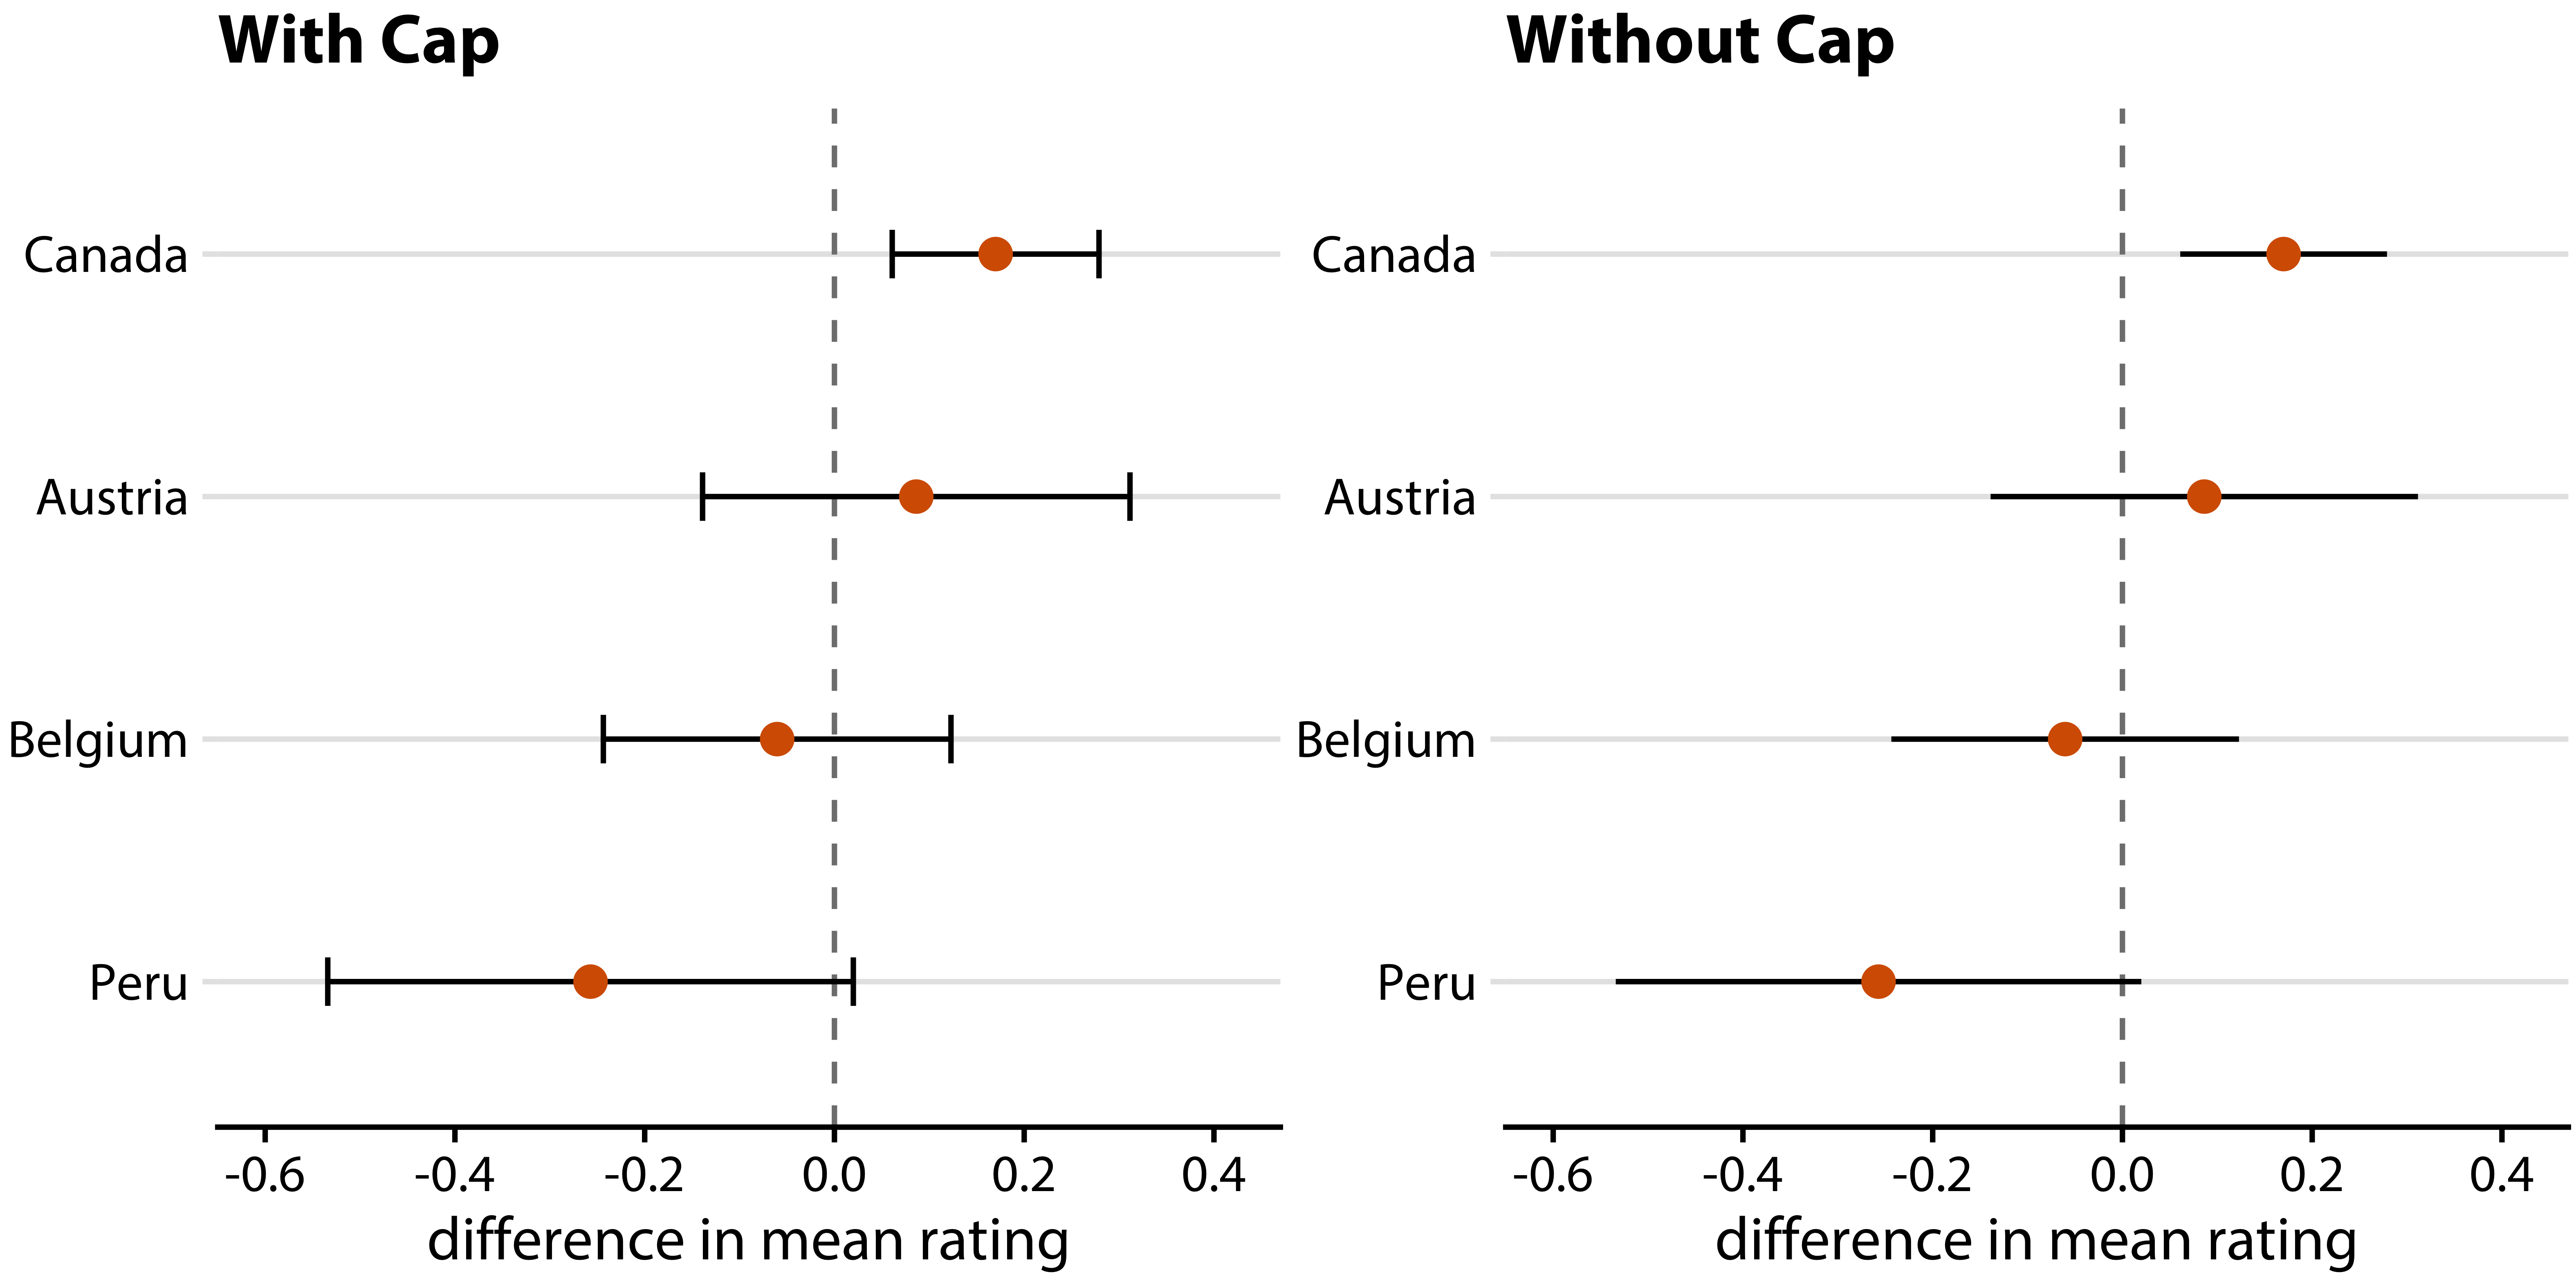 With Cap
Canada
Austria
Belgium
Peru
-0.6 -0.4 -0.2 0.0 0.2 0.4
difference in mean rating
Without Cap
Canada
Austria
Belgium
Peru
-0.6 -0.4 -0.2 0.0 0.2 0.4
difference in mean rating